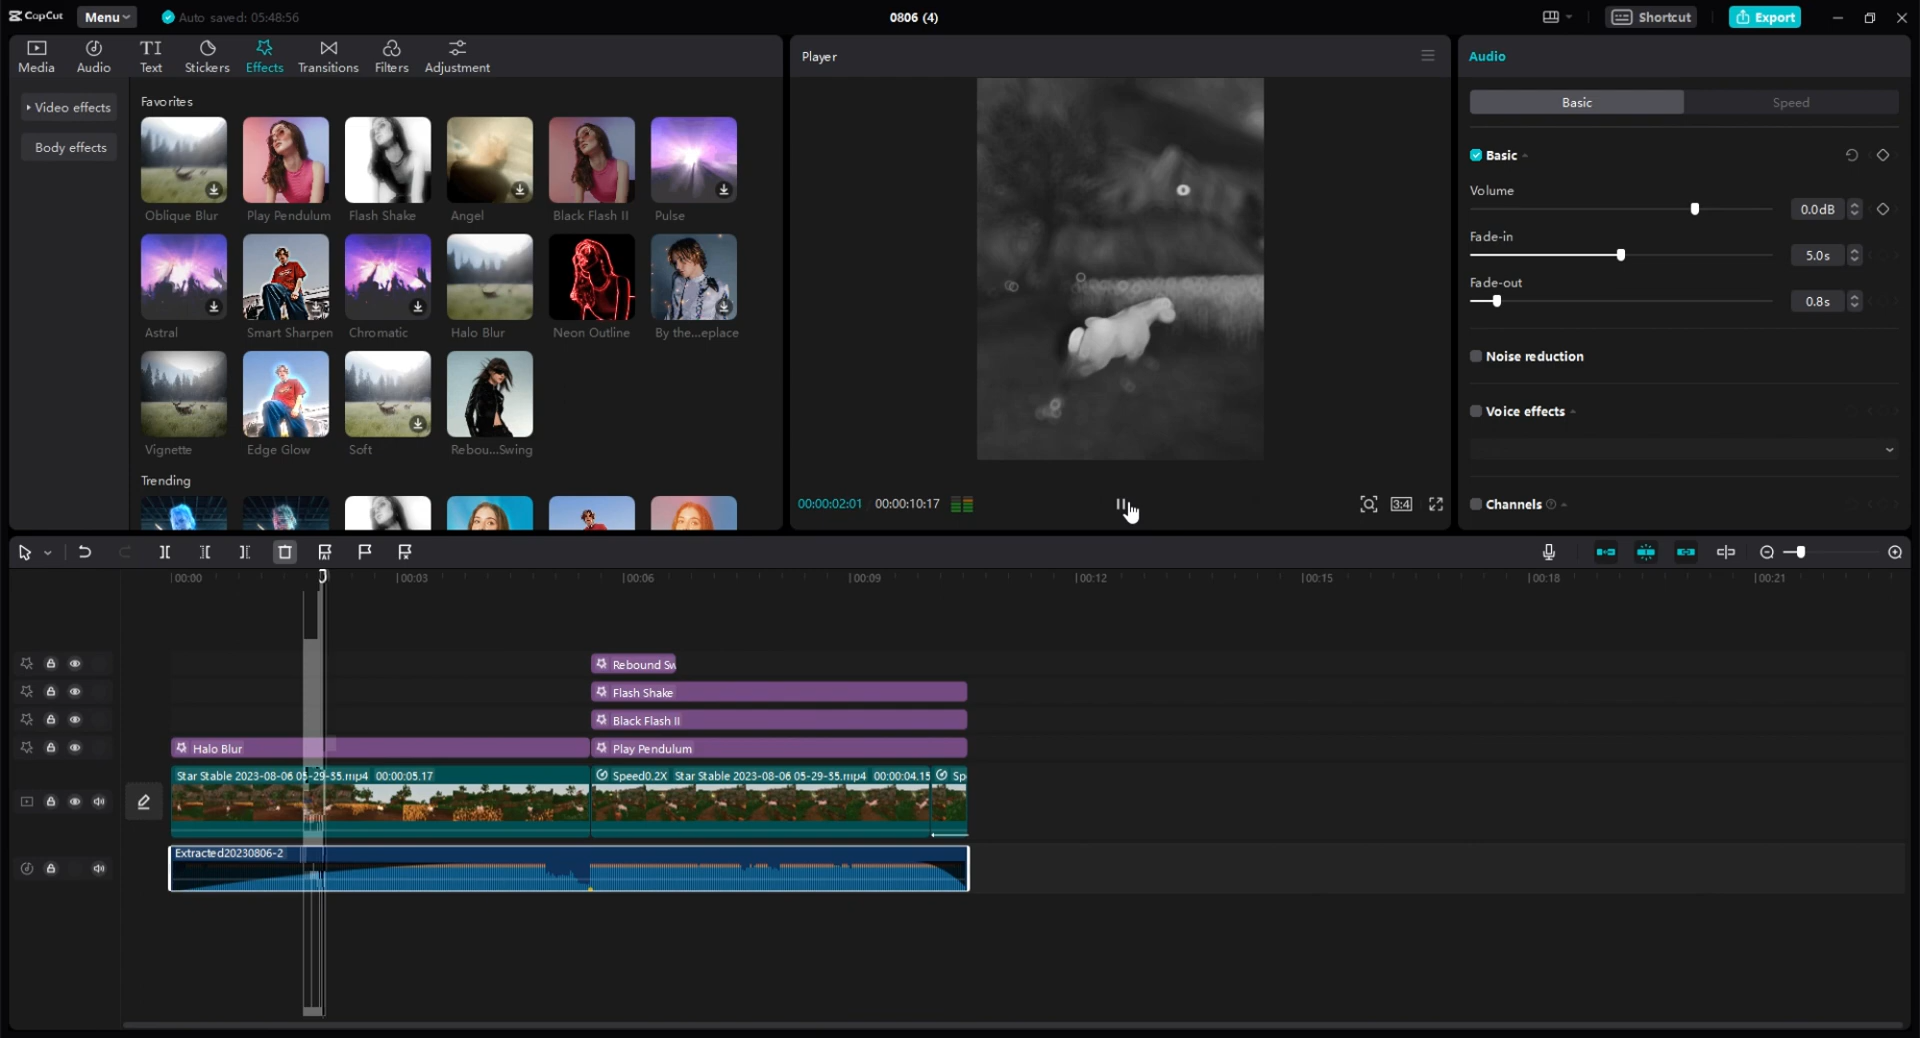 CapCut
Menu
Auto saved: 05:48:56
0806 (4)
Shortcut
Export
Media
Audio
TI
Text
Stickers
Effects
Transitions
Filters
Adjustment
Video effects
Body effects
Favorites
Oblique Blur
Play Pendulum
Flash Shake
Angel
Black Flash II
Pulse
Astral
Smart Sharpen
Chromatic
Halo Blur
Neon Outline
By the...eplace
Vignette
Edge Glow
Soft
Rebou...Swing
Trending
Player
00:00:02:01
00:00:10:17
3:4
Audio
Basic
Speed
Basic
Volume
0.0dB
Fade-in
5.0s
Fade-out
0.8s
Noise reduction
Voice effects
Channels
00:00
00:03
00:06
00:09
00:12
00:15
00:18
00:21
Rebound Sw
Flash Shake
Black Flash II
Halo Blur
Play Pendulum
Star Stable 2023-08-06 05-29-55.mp4 00:00:05:17
Speed0.2X Star Stable 2023-08-06 05-29-55.mp4 00:00:04:15
Sp
Extracted20230806-2